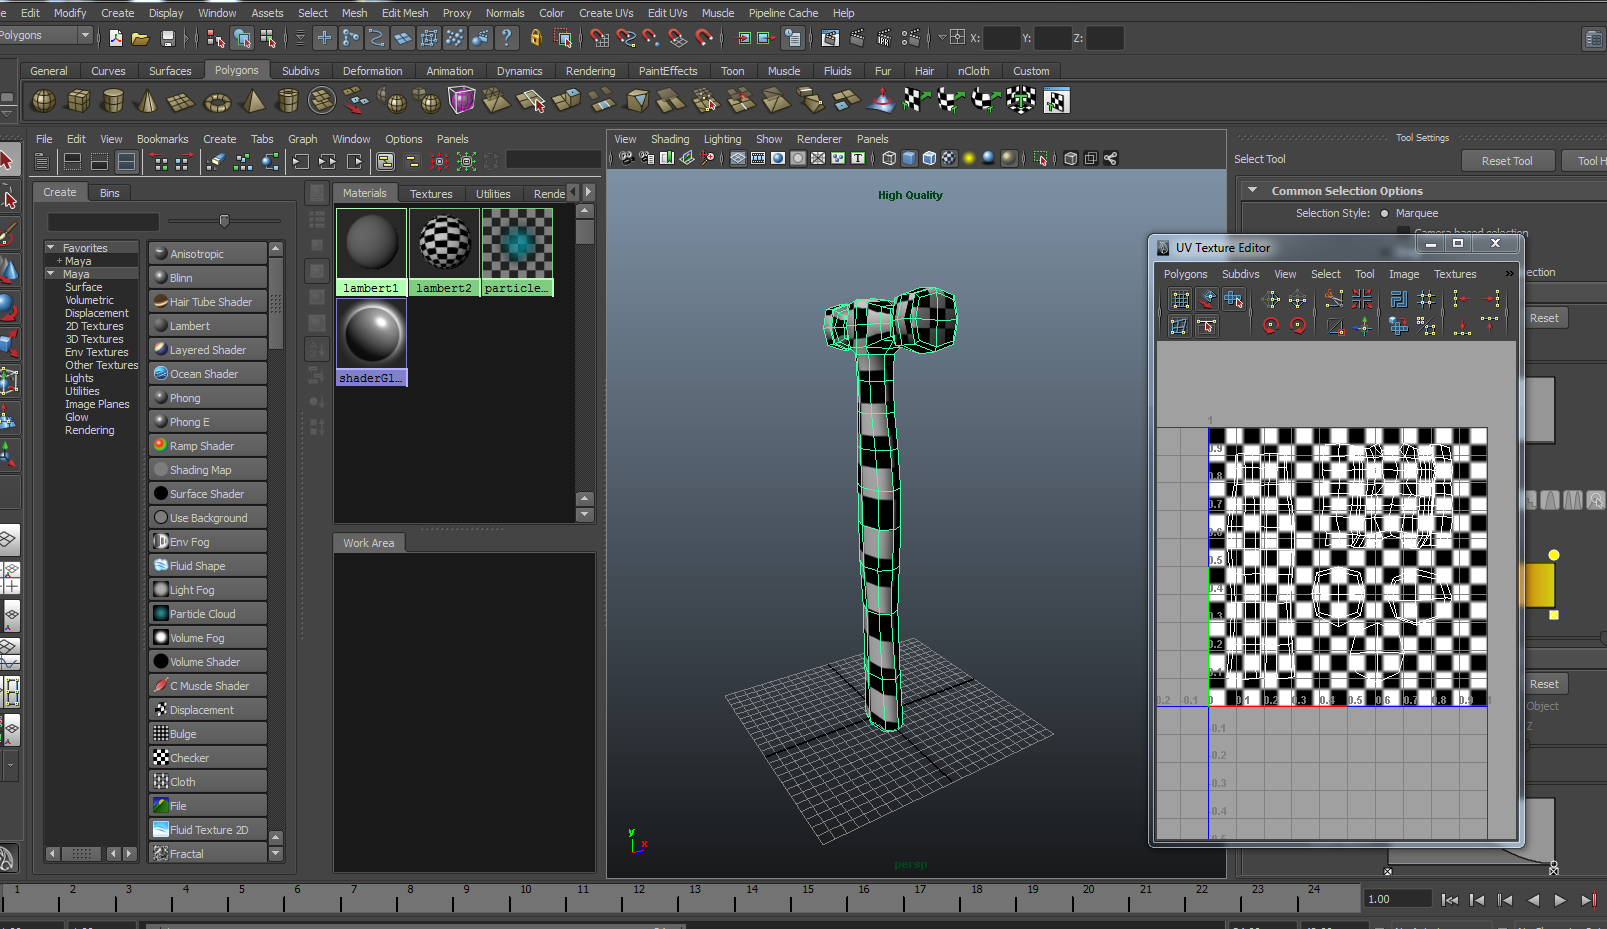 Edit Modify Create Display Window Assets Select Mesh Edit Mesh Proxy Normals Color Create UVs Edit UVs Muscle Pipeline Cache Help
Polygons X: Y: Z:
General Curves Surfaces Polygons Subdivs Deformation Animation Dynamics Rendering PaintEffects Toon Muscle Fluids Fur Hair nCloth Custom
File Edit View Bookmarks Create Tabs Graph Window Options Panels
View Shading Lighting Show Renderer Panels
Tool Settings
Select Tool
Reset Tool
Tool H
Common Selection Options
Selection Style: Marquee
Camera based selection
Create Bins
Favorites
+ Maya
Maya
Surface
Volumetric
Displacement
2D Textures
3D Textures
Env Textures
Other Textures
Lights
Utilities
Image Planes
Glow
Rendering
Anisotropic
Blinn
Hair Tube Shader
Lambert
Layered Shader
Ocean Shader
Phong
Phong E
Ramp Shader
Shading Map
Surface Shader
Use Background
Env Fog
Fluid Shape
Light Fog
Particle Cloud
Volume Fog
Volume Shader
C Muscle Shader
Displacement
Bulge
Checker
Cloth
File
Fluid Texture 2D
Fractal
Materials Textures Utilities Rende
lambert1 lambert2 particle...
shaderGl...
Work Area
High Quality
persp
y
x
UV Texture Editor
Polygons Subdivs View Select Tool Image Textures »
1
0.9
0.8
0.7
0.6
0.5
0.4
0.3
0.2
0.1
0.2 -0.1 0 0.1 0.2 0.3 0.4 0.5 0.6 0.7 0.8 0.9 1
-0.1
-0.2
-0.3
-0.4
ection
Reset
Reset
Object
Z
1 2 3 4 5 6 7 8 9 10 11 12 13 14 15 16 17 18 19 20 21 22 23 24
1.00